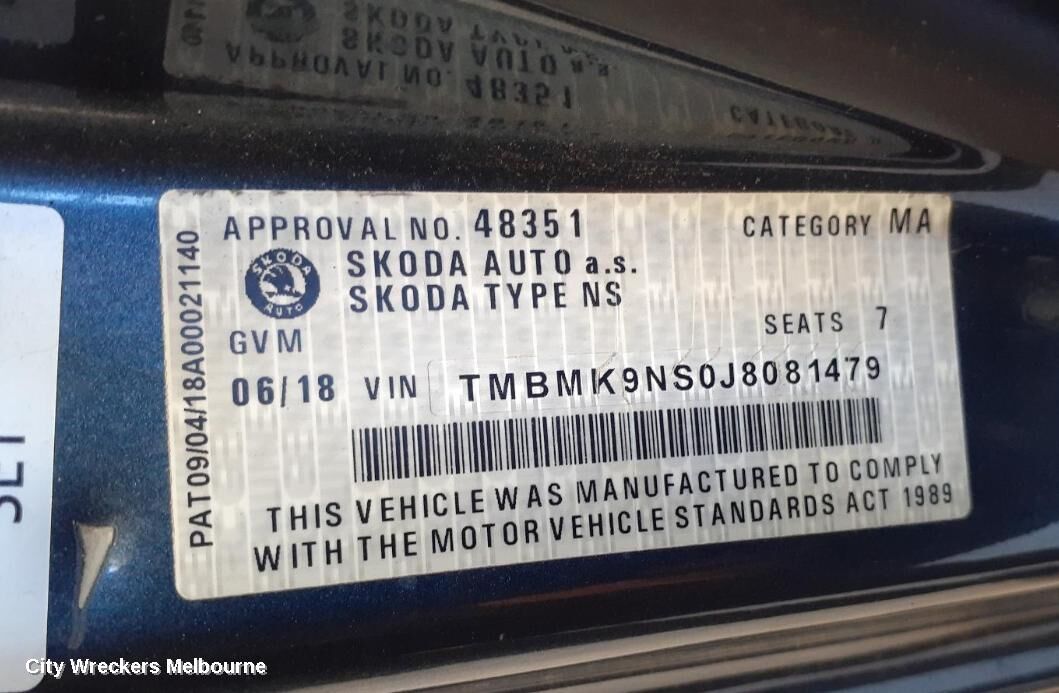 APPROVAL NO. 48351
CATEGORY MA
SKODA
AUTO
SKODA AUTO a.s.
SKODA TYPE NS
GVM
SEATS 7
06/18 VIN TMBMK9NS0J8081479
THIS VEHICLE WAS MANUFACTURED TO COMPLY
WITH THE MOTOR VEHICLE STANDARDS ACT 1989
PAT09/04/18A00021140
City Wreckers Melbourne